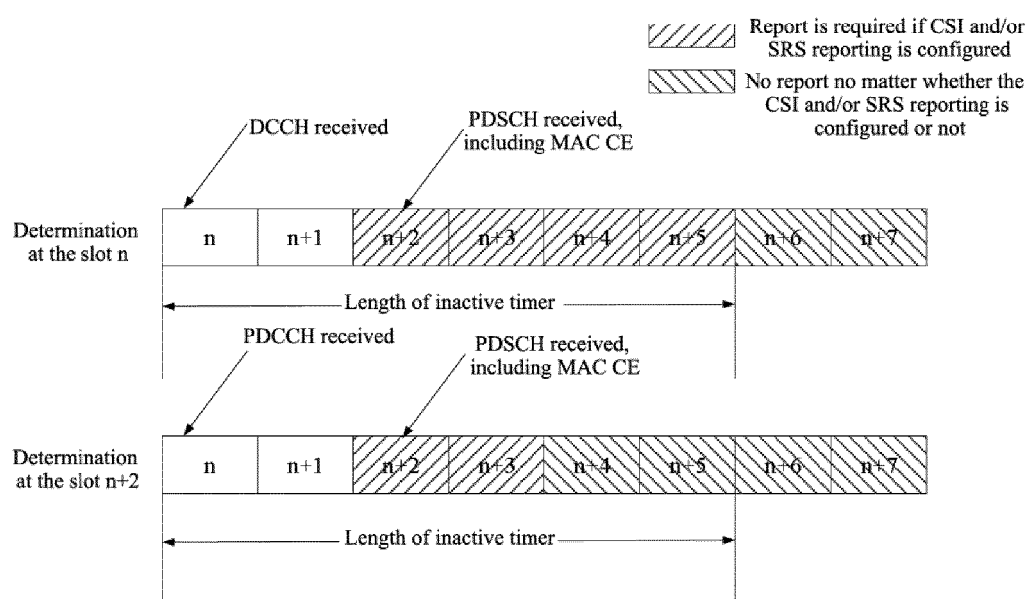 Report is required if CSI and/or
SRS reporting is configured
No report no matter whether the
CSI and/or SRS reporting is
configured or not
DCCH received
PDSCH received,
including MAC CE
Determination
at the slot n
n
n+1
n+2
n+3
n+4
n+5
n+6
n+7
Length of inactive timer
PDCCH received
PDSCH received,
including MAC CE
Determination
at the slot n+2
n
n+1
n+2
n+3
n+4
n+5
n+6
n+7
Length of inactive timer